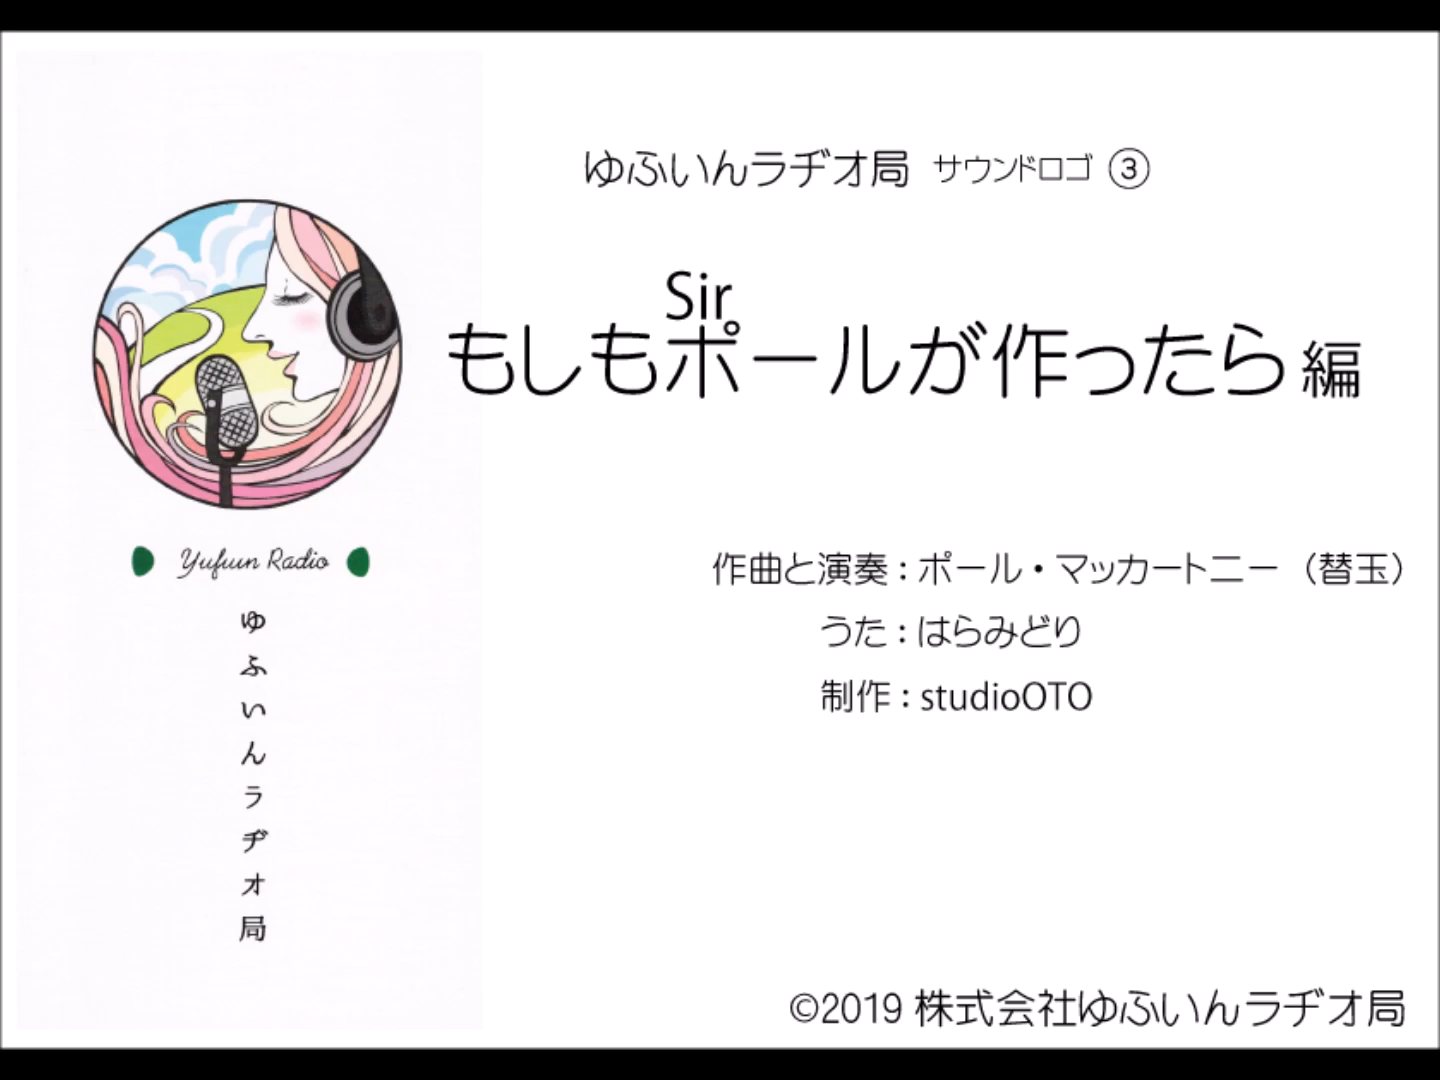 ゆふいんラヂオ局 サウンドロゴ ③
Sir
もしもポールが作ったら 編
作曲と演奏：ポール・マッカートニー（替玉）
うた：はらみどり
制作：studioOTO
©2019 株式会社ゆふいんラヂオ局
Yufuin Radio
ゆふいんラヂオ局